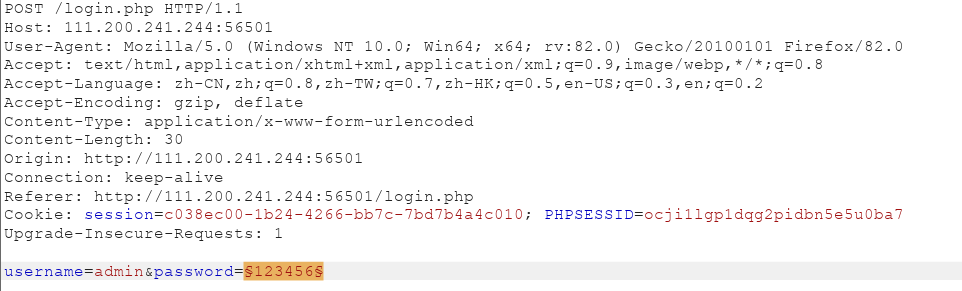 POST /login.php HTTP/1.1
Host: 111.200.241.244:56501
User-Agent: Mozilla/5.0 (Windows NT 10.0; Win64; x64; rv:82.0) Gecko/20100101 Firefox/82.0
Accept: text/html,application/xhtml+xml,application/xml;q=0.9,image/webp,*/*;q=0.8
Accept-Language: zh-CN,zh;q=0.8,zh-TW;q=0.7,zh-HK;q=0.5,en-US;q=0.3,en;q=0.2
Accept-Encoding: gzip, deflate
Content-Type: application/x-www-form-urlencoded
Content-Length: 30
Origin: http://111.200.241.244:56501
Connection: keep-alive
Referer: http://111.200.241.244:56501/login.php
Cookie: session=c038ec00-1b24-4266-bb7c-7bd7b4a4c010; PHPSESSID=ocji1lgp1dqg2pidbn5e5u0ba7
Upgrade-Insecure-Requests: 1
username=admin&password=§123456§